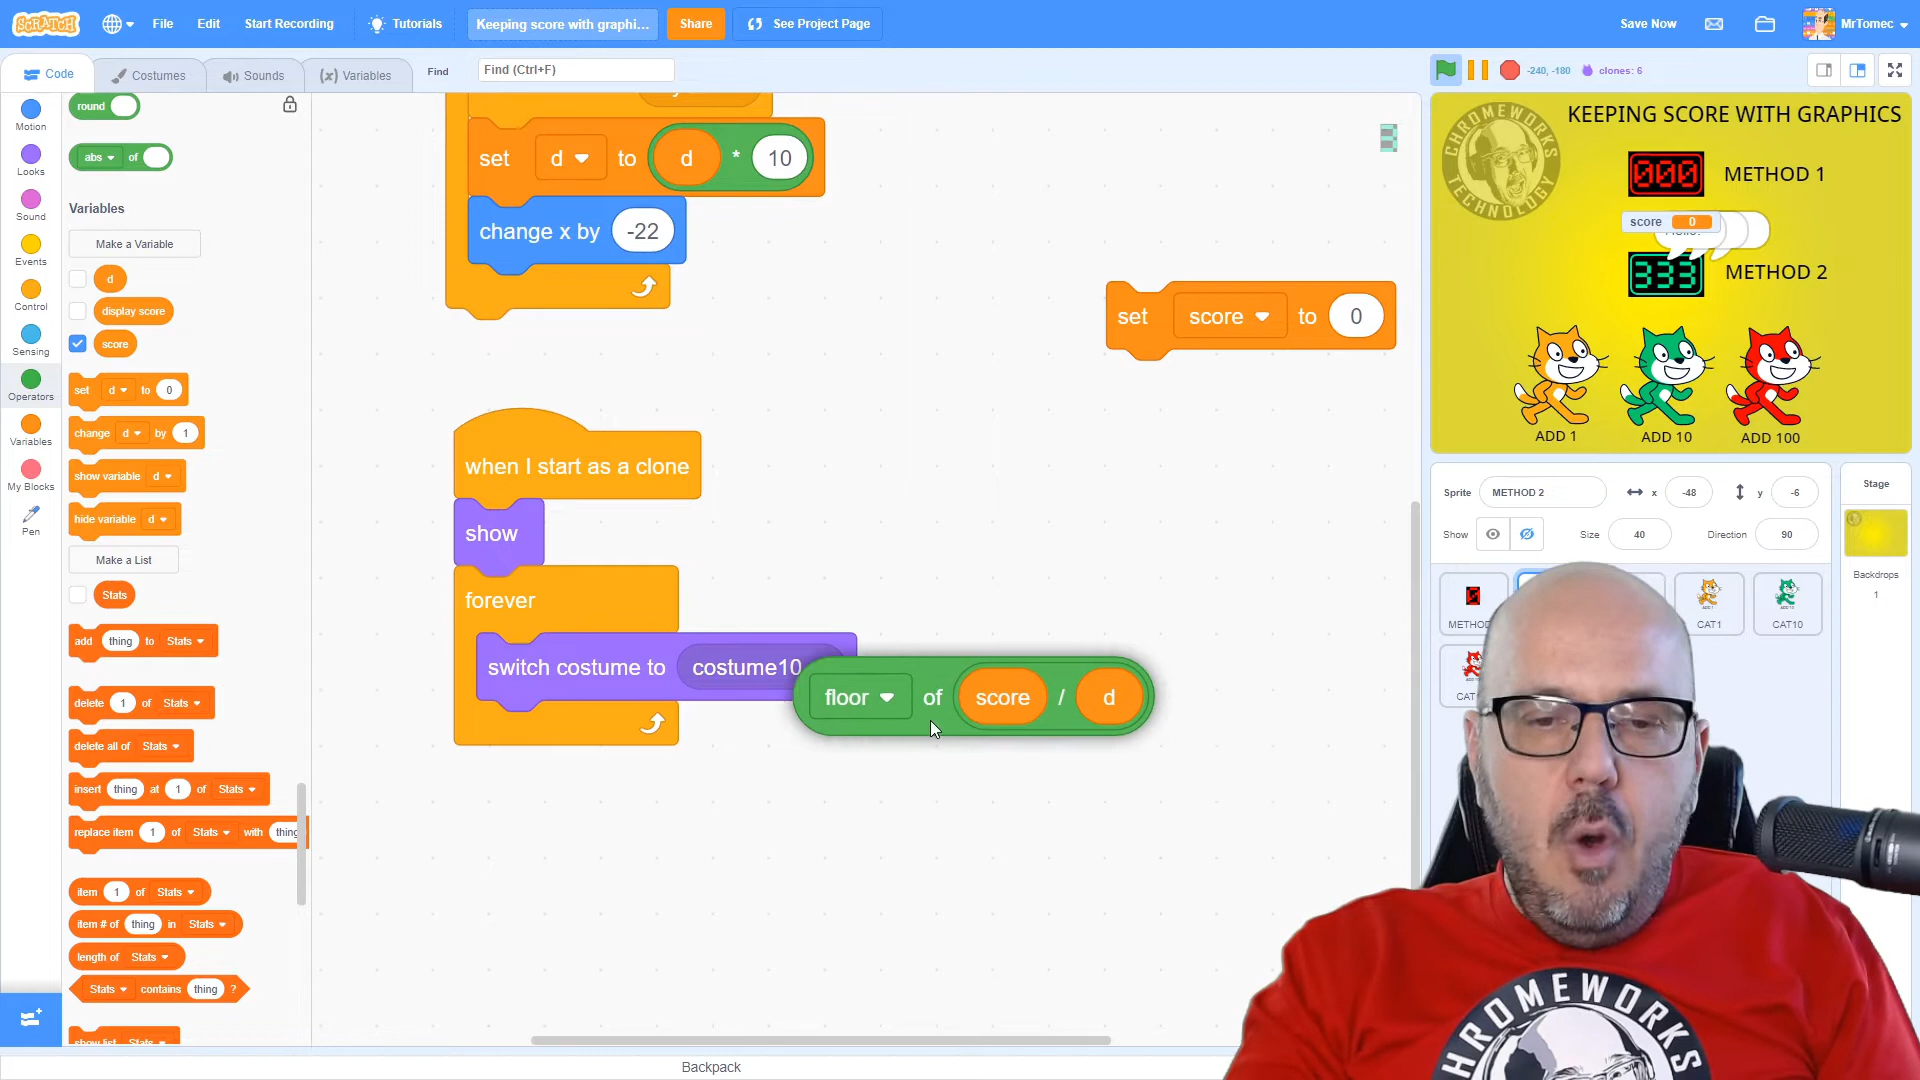 SCRATCH
File
Edit
Start Recording
Tutorials
Keeping score with graphi...
Share
See Project Page
Save Now
MrTomec
Code
Costumes
Sounds
(x) Variables
Find
Find (Ctrl+F)
-240, -180
clones: 6
Motion
Looks
Sound
Events
Control
Sensing
Operators
Variables
My Blocks
Pen
round
abs of
Variables
Make a Variable
d
display score
score
set d to 0
change d by 1
show variable d
hide variable d
Make a List
Stats
add thing to Stats
delete 1 of Stats
delete all of Stats
insert thing at 1 of Stats
replace item 1 of Stats with thing
item 1 of Stats
item # of thing in Stats
length of Stats
Stats contains thing ?
show list Stats
set d to d * 10
change x by -22
set score to 0
when I start as a clone
show
forever
switch costume to costume10
floor of score / d
Backpack
KEEPING SCORE WITH GRAPHICS
CHROMEWORKS
TECHNOLOGY
000 METHOD 1
score 0
333 METHOD 2
ADD 1
ADD 10
ADD 100
Sprite METHOD 2 x -48 y -6
Show Size 40 Direction 90
Stage
Backdrops
1
METHO
CAT1
CAT10
CAT
CHROMEWORKS